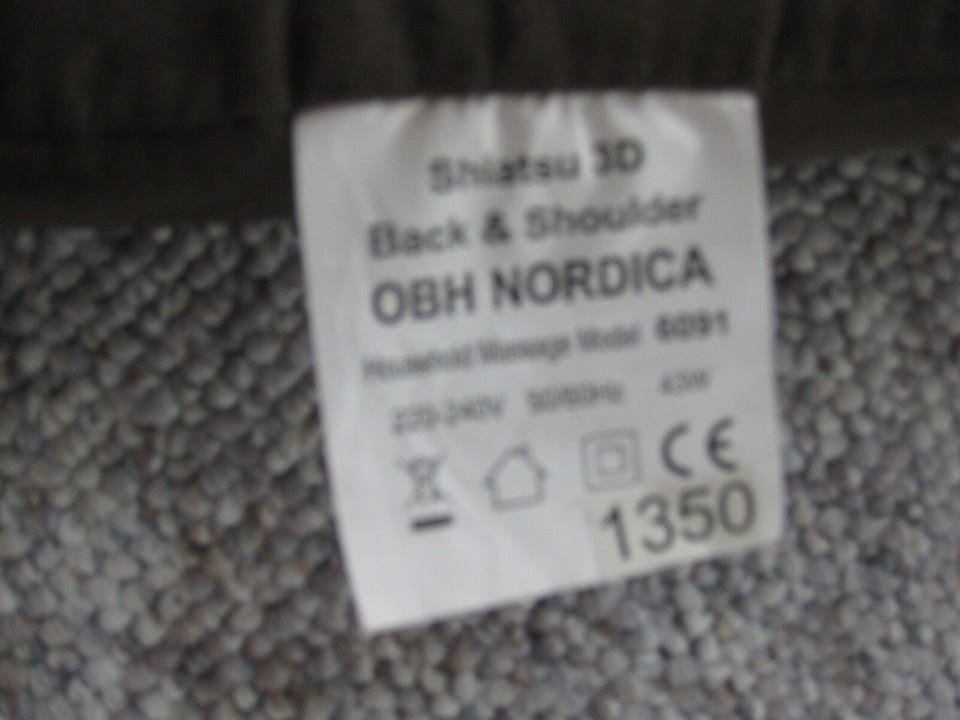 Shiatsu 3D
Back & Shoulder
OBH NORDICA
Household Massage Model 6091
220-240V 50/60Hz 43W
CE
1350